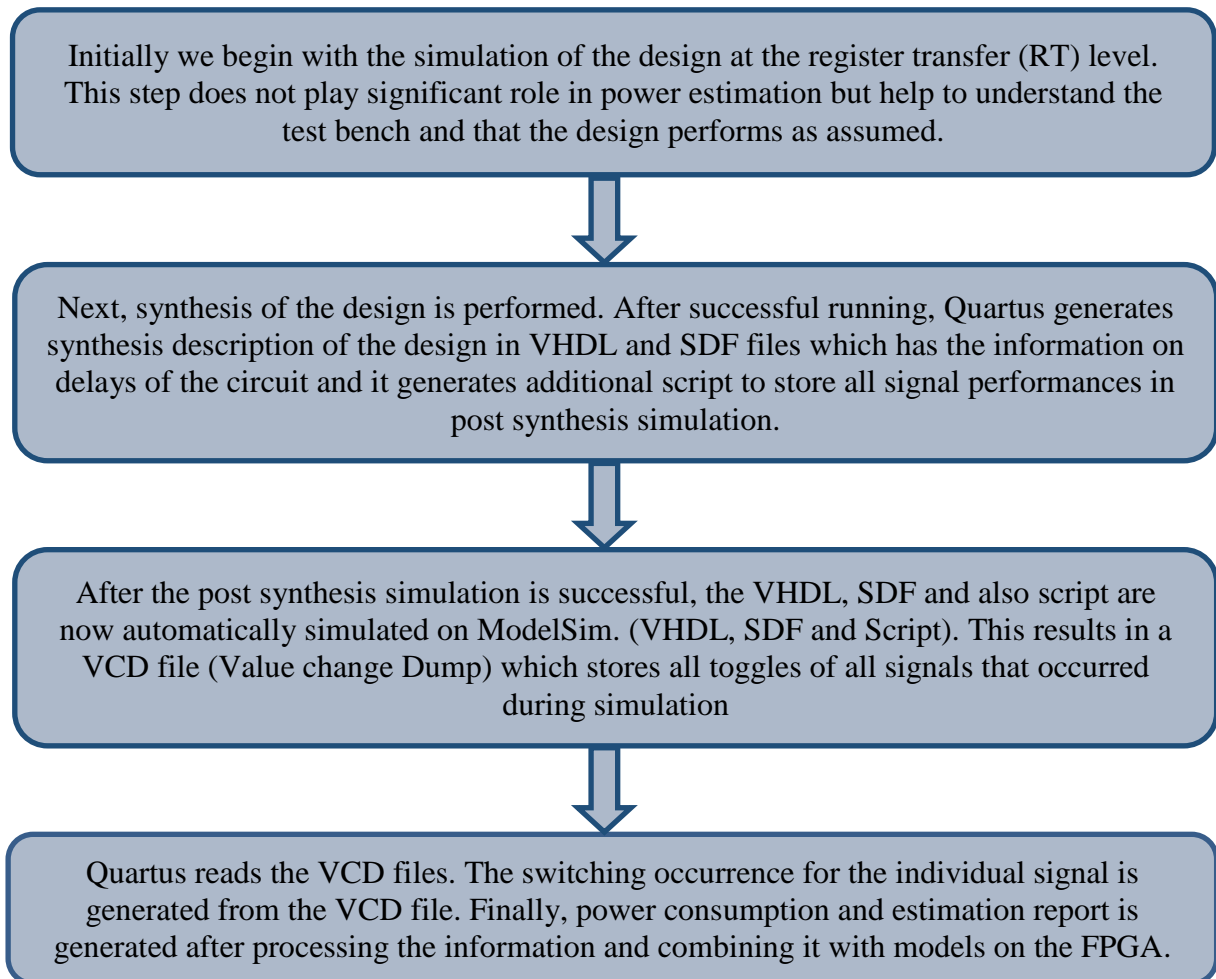 Initially we begin with the simulation of the design at the register transfer (RT) level.
This step does not play significant role in power estimation but help to understand the
test bench and that the design performs as assumed.
Next, synthesis of the design is performed. After successful running, Quartus generates
synthesis description of the design in VHDL and SDF files which has the information on
delays of the circuit and it generates additional script to store all signal performances in
post synthesis simulation.
After the post synthesis simulation is successful, the VHDL, SDF and also script are
now automatically simulated on ModelSim. (VHDL, SDF and Script). This results in a
VCD file (Value change Dump) which stores all toggles of all signals that occurred
during simulation
Quartus reads the VCD files. The switching occurrence for the individual signal is
generated from the VCD file. Finally, power consumption and estimation report is
generated after processing the information and combining it with models on the FPGA.